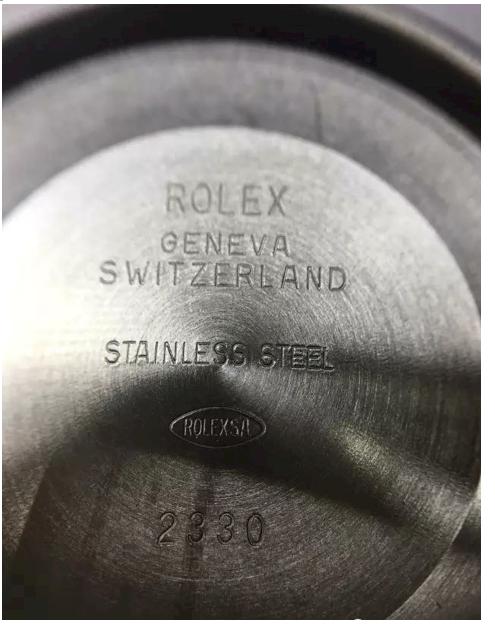 ROLEX
GENEVA
SWITZERLAND
STAINLESS STEEL
ROLEXSA
2330